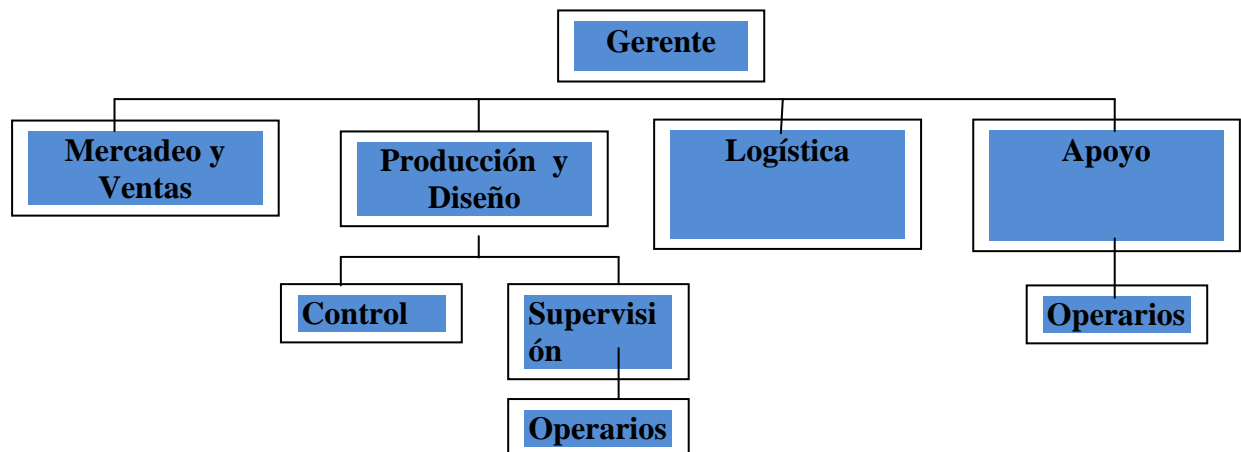 Gerente
Mercadeo y
Ventas
Producción y
Diseño
Logística
Apoyo
Control
Supervisi
ón
Operarios
Operarios